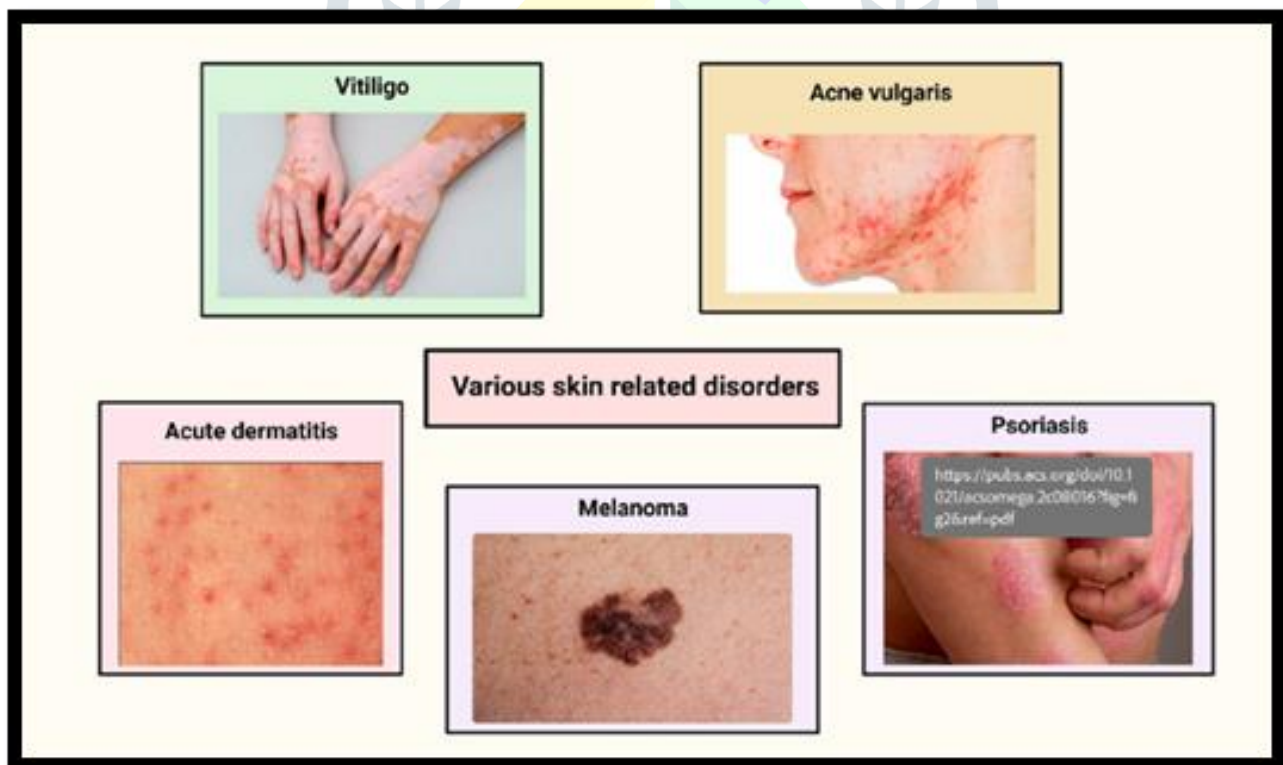 Vitiligo
Acne vulgaris
Various skin related disorders
Acute dermatitis
Psoriasis
https://pubs.acs.org/doi/10.1
021/acsomega.2c08016?fig=fi
g2&ref=pdf
Melanoma